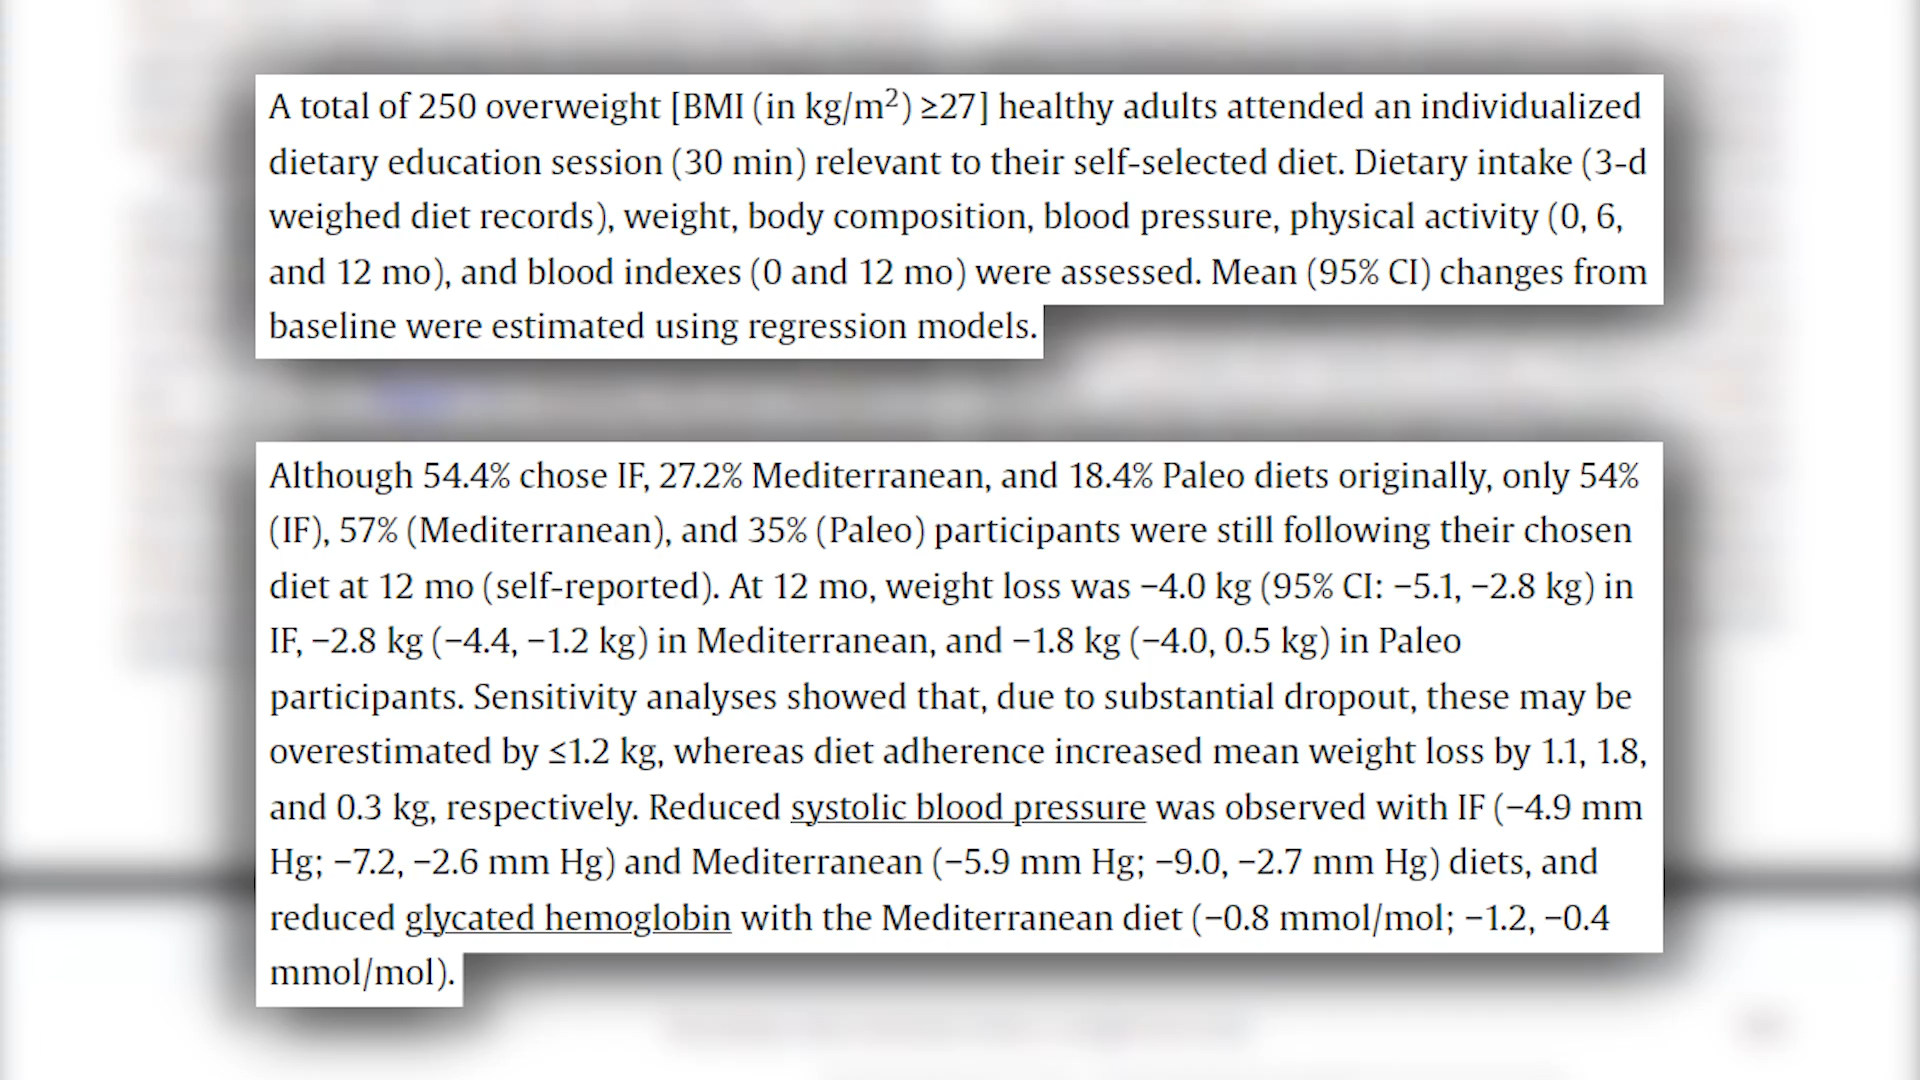 A total of 250 overweight [BMI (in kg/m²) ≥27] healthy adults attended an individualized
dietary education session (30 min) relevant to their self-selected diet. Dietary intake (3-d
weighed diet records), weight, body composition, blood pressure, physical activity (0, 6,
and 12 mo), and blood indexes (0 and 12 mo) were assessed. Mean (95% CI) changes from
baseline were estimated using regression models.
Although 54.4% chose IF, 27.2% Mediterranean, and 18.4% Paleo diets originally, only 54%
(IF), 57% (Mediterranean), and 35% (Paleo) participants were still following their chosen
diet at 12 mo (self-reported). At 12 mo, weight loss was −4.0 kg (95% CI: −5.1, −2.8 kg) in
IF, −2.8 kg (−4.4, −1.2 kg) in Mediterranean, and −1.8 kg (−4.0, 0.5 kg) in Paleo
participants. Sensitivity analyses showed that, due to substantial dropout, these may be
overestimated by ≤1.2 kg, whereas diet adherence increased mean weight loss by 1.1, 1.8,
and 0.3 kg, respectively. Reduced systolic blood pressure was observed with IF (−4.9 mm
Hg; −7.2, −2.6 mm Hg) and Mediterranean (−5.9 mm Hg; −9.0, −2.7 mm Hg) diets, and
reduced glycated hemoglobin with the Mediterranean diet (−0.8 mmol/mol; −1.2, −0.4
mmol/mol).